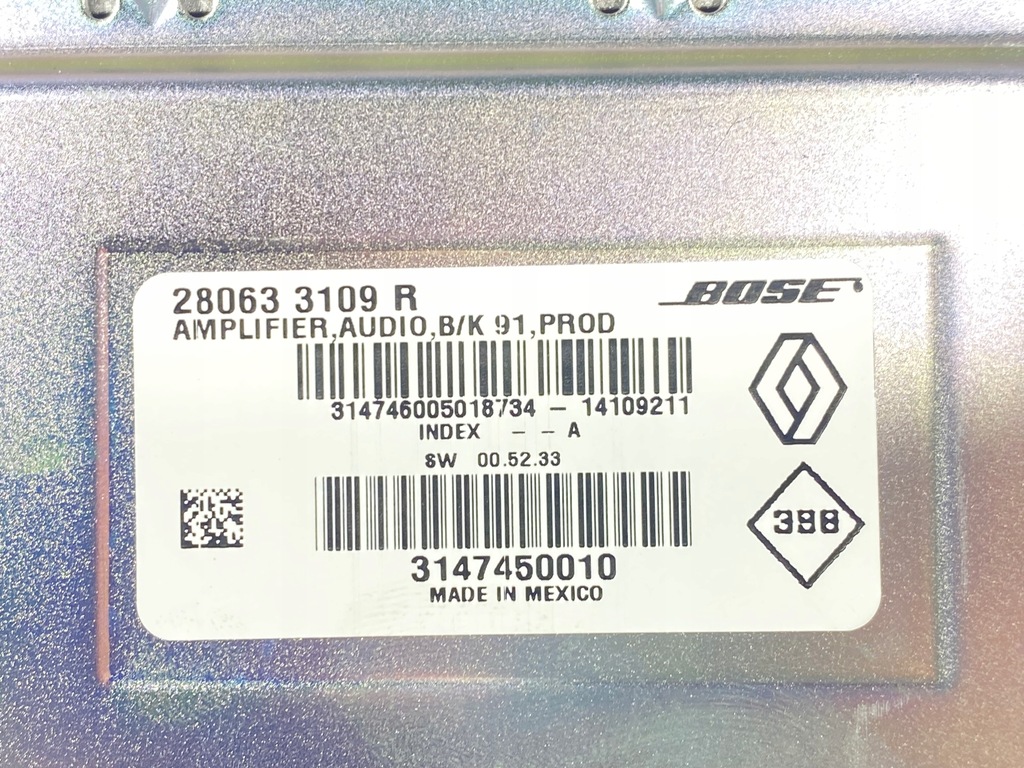 28063 3109 R
BOSE
AMPLIFIER,AUDIO,B/K 91,PROD
314746005018734 - 14109211
INDEX - - A
SW 00.52.33
398
3147450010
MADE IN MEXICO